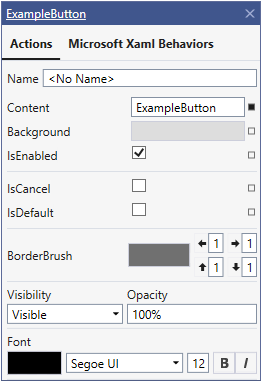 ExampleButton
Actions Microsoft Xaml Behaviors
Name <No Name>
Content ExampleButton
Background
IsEnabled
IsCancel
IsDefault
BorderBrush 1 1
1 1
Visibility Opacity
Visible 100%
Font
Segoe UI 12 B I